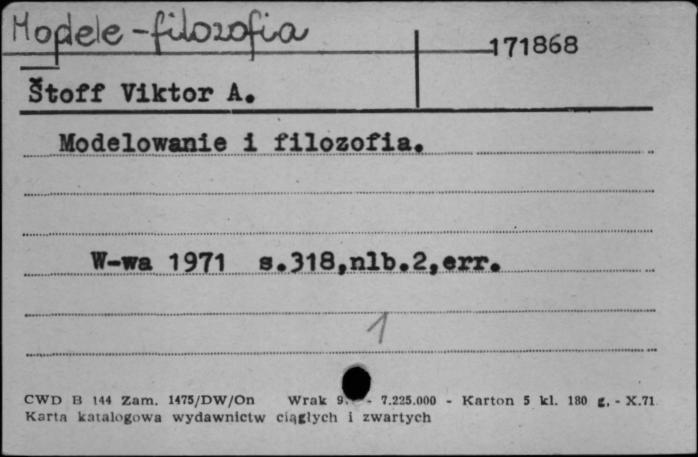 Modele - filozofia
171868
Štoff Viktor A.
Modelowanie i filozofia.
W-wa 1971 s.318,nlb.2,err.
1
CWD B 144 Zam. 1475/DW/On Wrak 9. - 7.225.000 - Karton 5 kl. 180 g. - X.71
Karta katalogowa wydawnictw ciągłych i zwartych